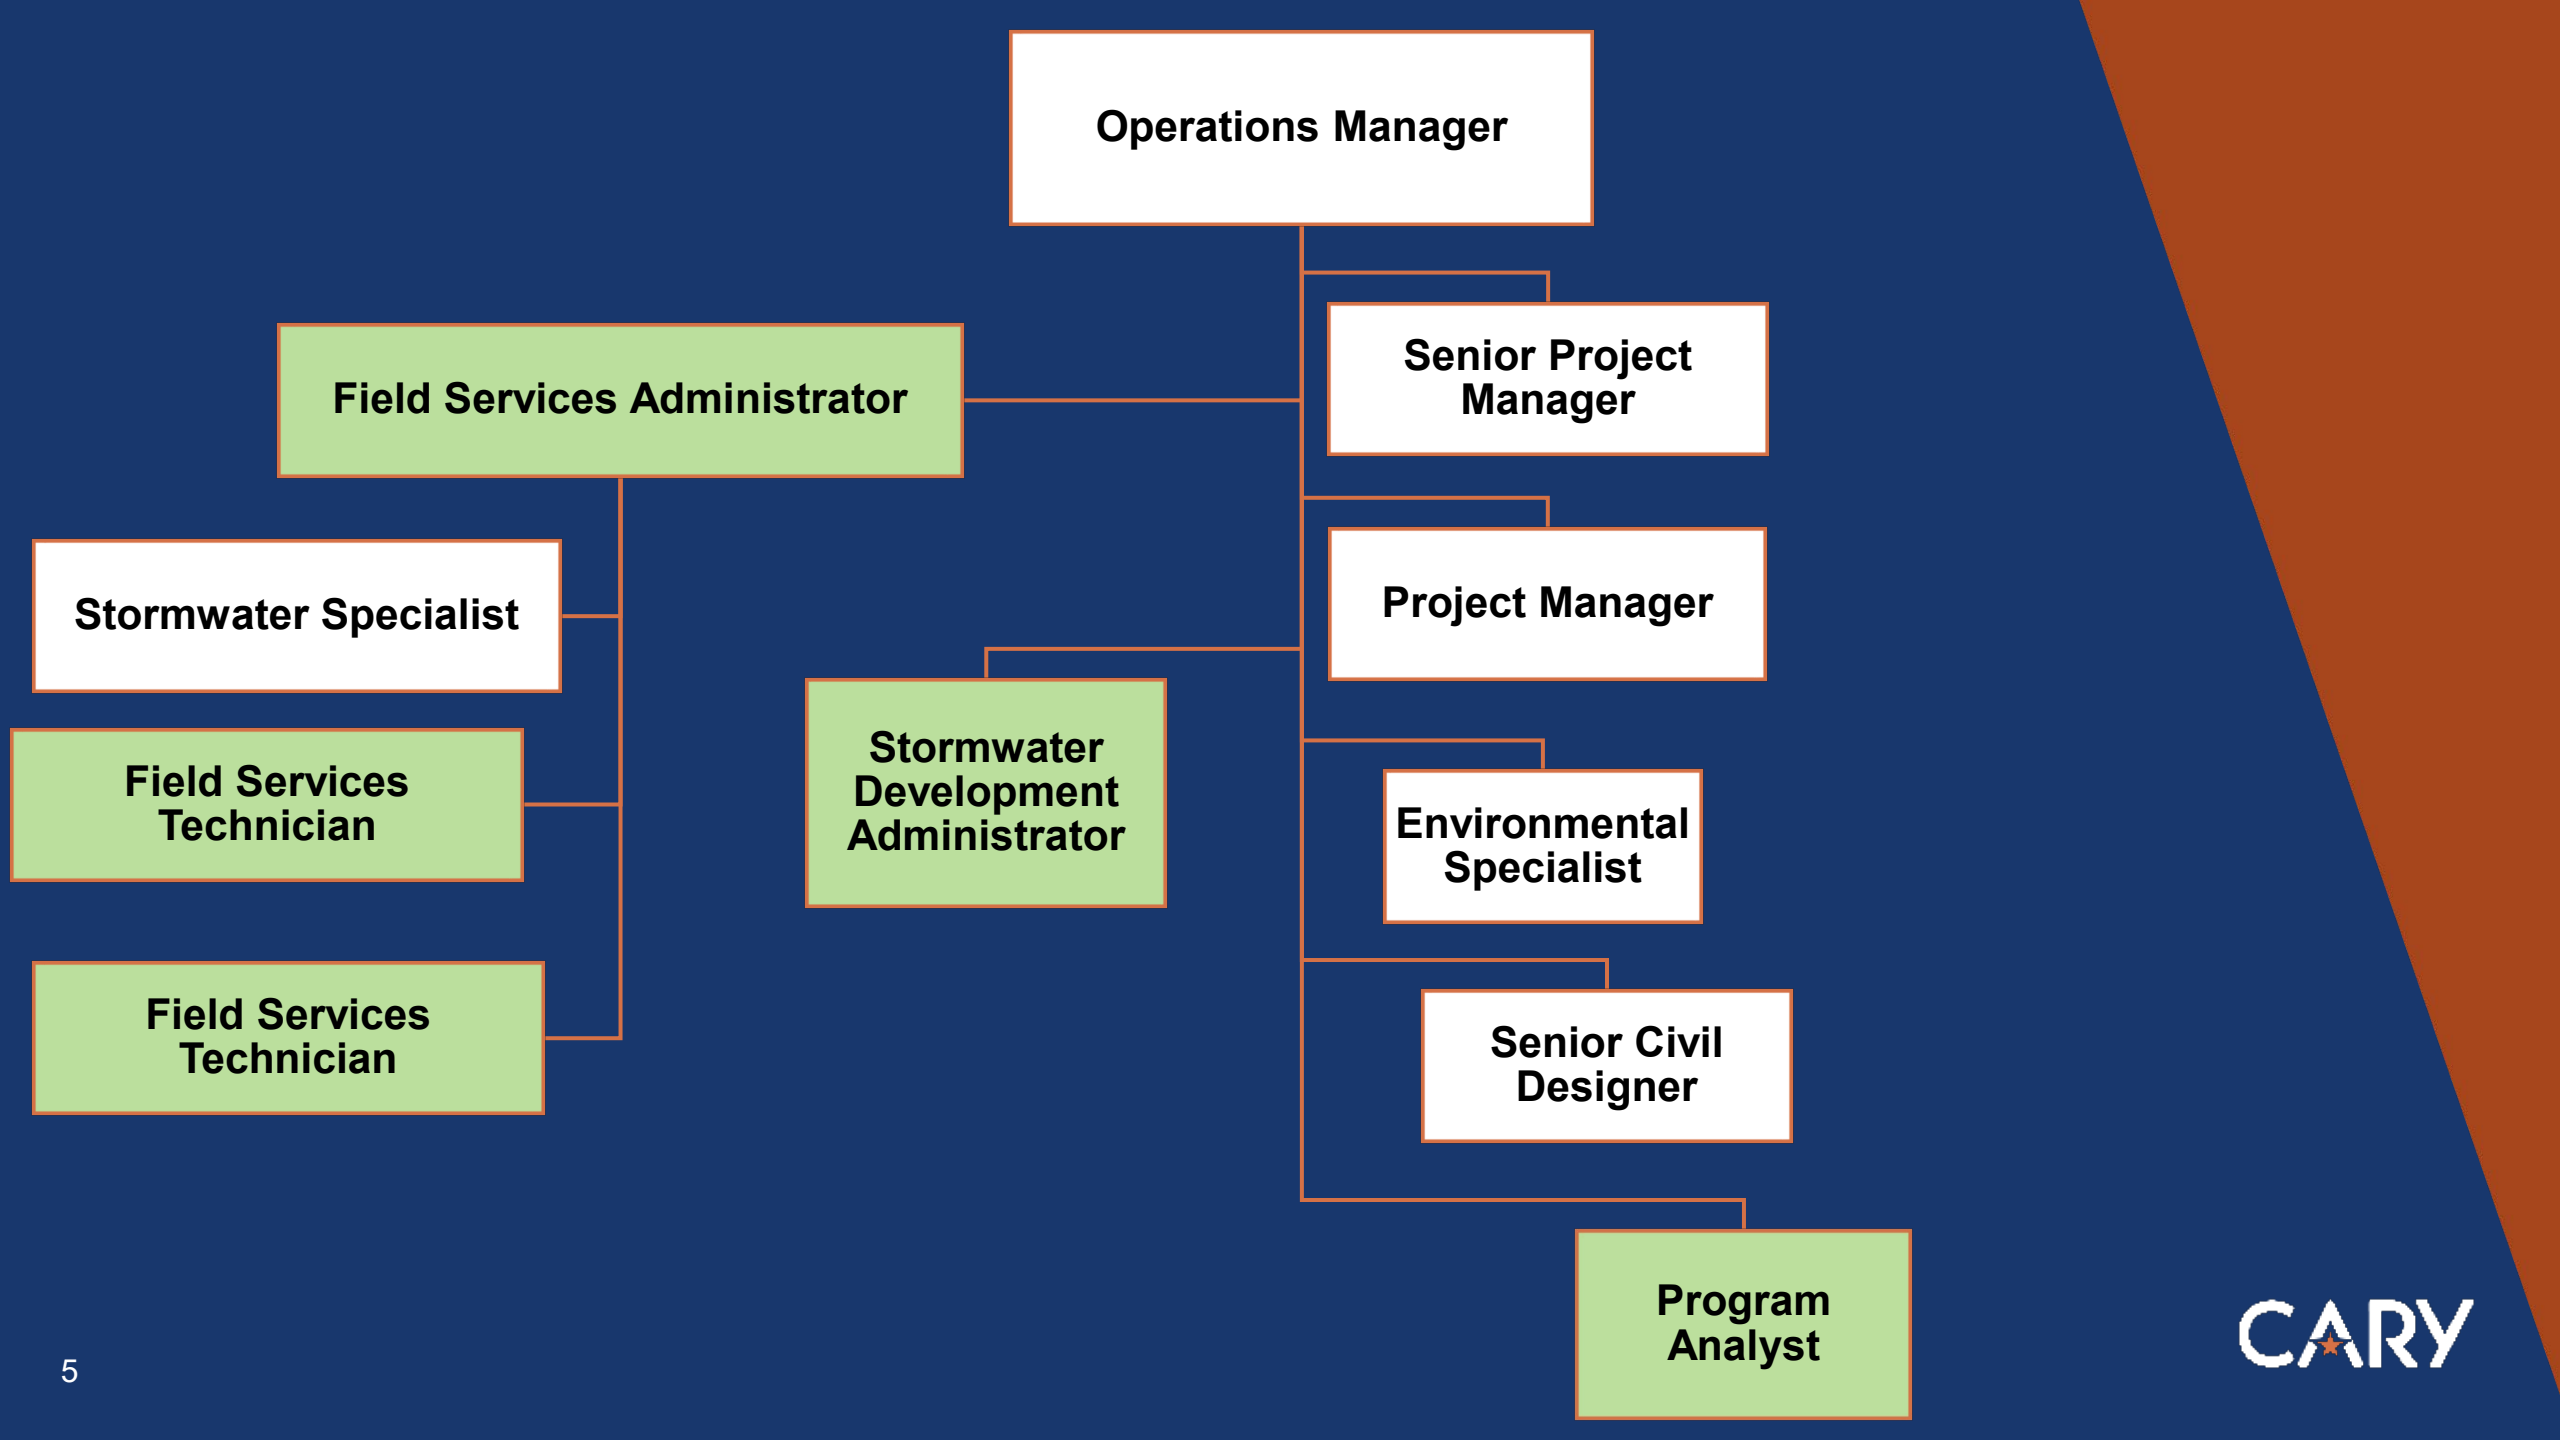 Operations Manager
Senior Project
Manager
Field Services Administrator
Project Manager
Stormwater Specialist
Stormwater
Development
Administrator
Field Services
Technician
Environmental
Specialist
Field Services
Technician
Senior Civil
Designer
Program
Analyst
5
CARY